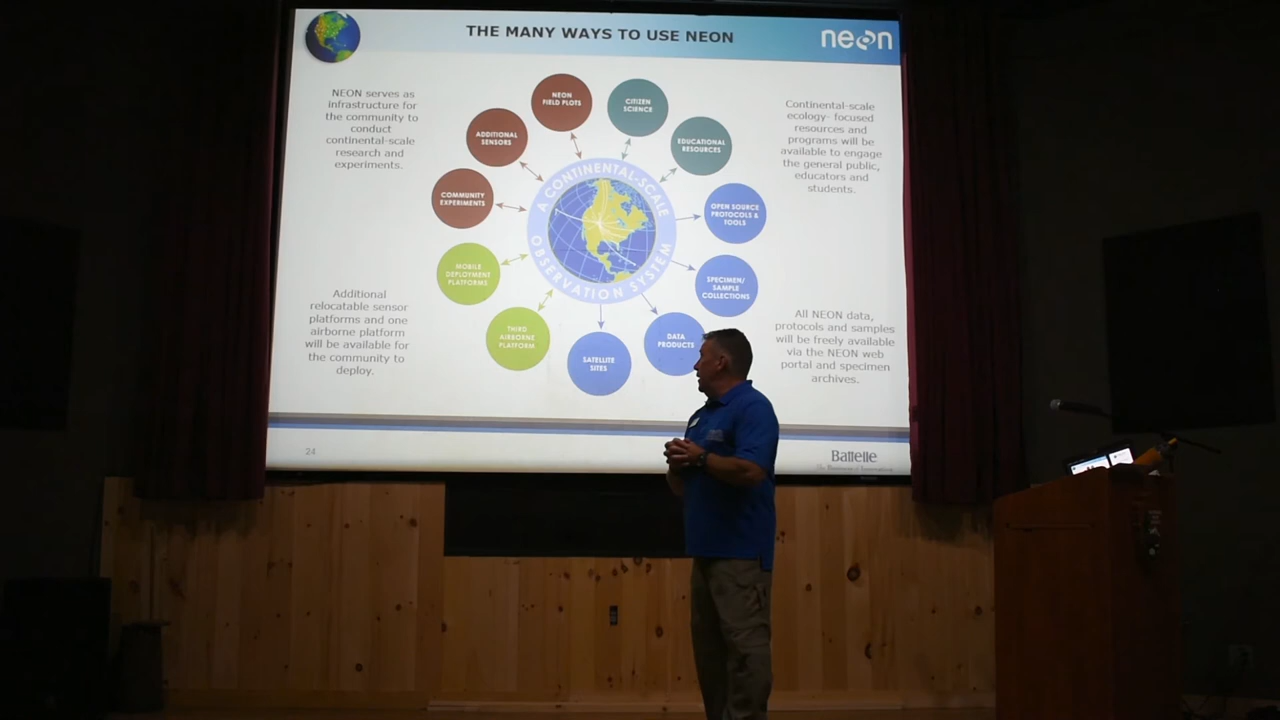 THE MANY WAYS TO USE NEON
neon
NEON serves as
infrastructure for
the community to
conduct
continental-scale
research and
experiments.
NEON
FIELD PLOTS
CITIZEN
SCIENCE
ADDITIONAL
SENSORS
EDUCATIONAL
RESOURCES
COMMUNITY
EXPERIMENTS
OPEN SOURCE
PROTOCOLS &
TOOLS
A CONTINENTAL-SCALE
OBSERVATION SYSTEM
MOBILE
DEPLOYMENT
PLATFORMS
SPECIMEN/
SAMPLE
COLLECTIONS
THIRD
AIRBORNE
PLATFORM
SATELLITE
SITES
DATA
PRODUCTS
Continental-scale
ecology- focused
resources and
programs will be
available to engage
the general public,
educators and
students.
Additional
relocatable sensor
platforms and one
airborne platform
will be available for
the community to
deploy.
All NEON data,
protocols and samples
will be freely available
via the NEON web
portal and specimen
archives.
24
Battelle
The Business of Innovation